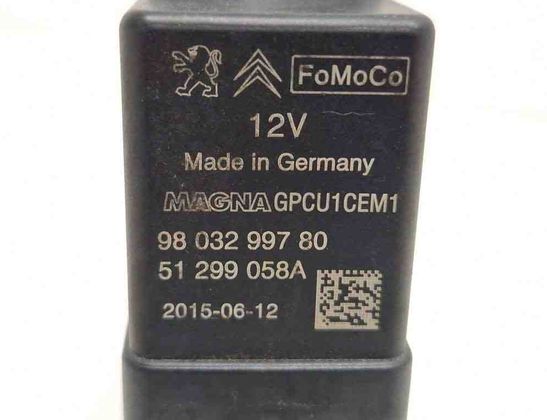 FoMoCo
12V
Made in Germany
MAGNA GPCU1CEM1
98 032 997 80
51 299 058A
2015-06-12